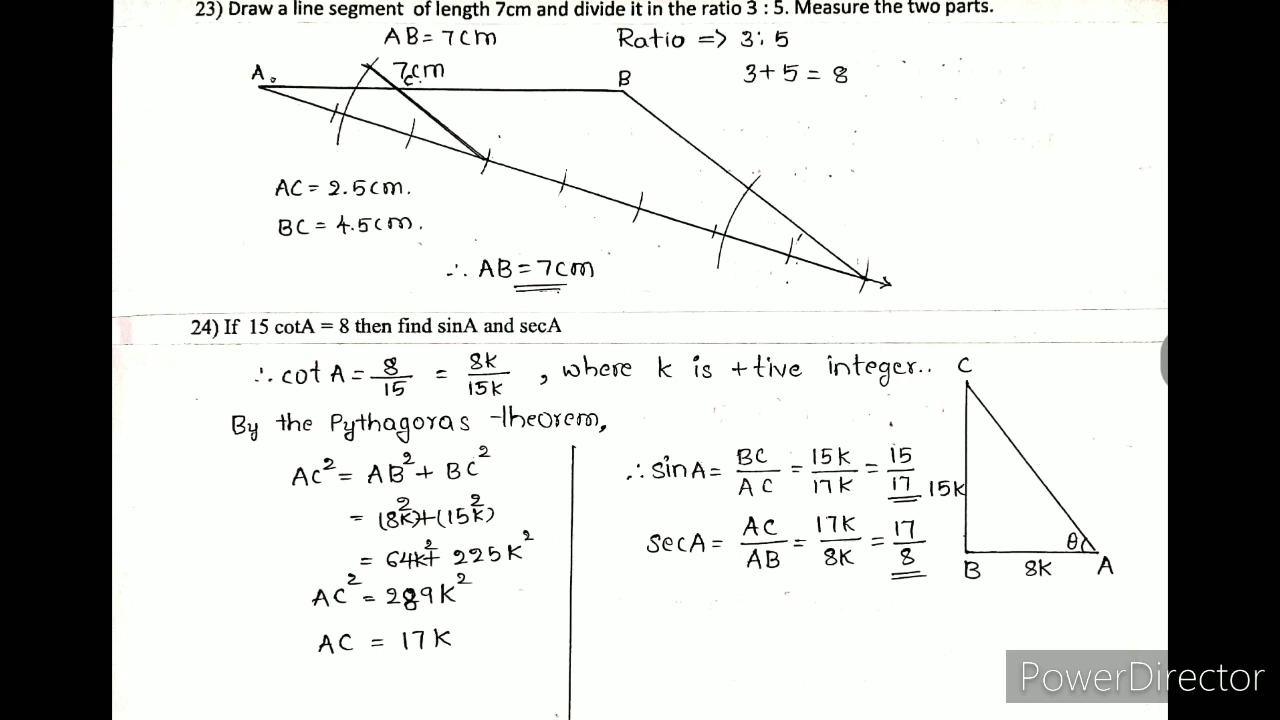 23) Draw a line segment of length 7cm and divide it in the ratio 3 : 5. Measure the two parts.
AB = 7cm
Ratio => 3:5
3+5 = 8
A
7cm
C
B
AC = 2.5cm.
BC = 4.5cm.
∴ AB = 7cm
24) If 15 cotA = 8 then find sinA and secA
∴ cot A = 8/15 = 8K/15K , where k is +tive integer..
By the Pythagoras theorem,
AC² = AB² + BC²
= (8K)²+(15K)²
= 64K² + 225K²
AC² = 289K²
AC = 17K
∴ sinA = BC/AC = 15K/17K = 15/17
secA = AC/AB = 17K/8K = 17/8
C
15K
θ
B
8K
A
PowerDirector